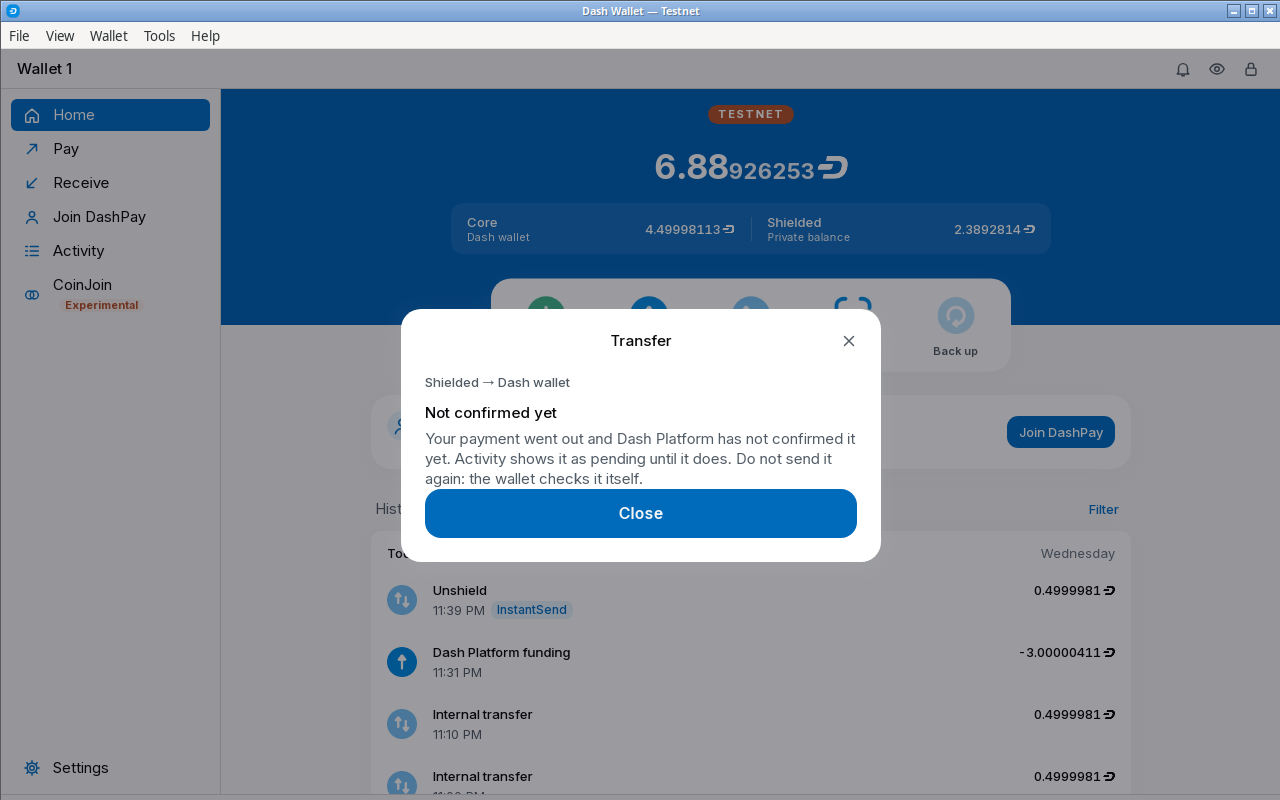 Dash Wallet — Testnet
File View Wallet Tools Help
Wallet 1
Home
Pay
Receive
Join DashPay
Activity
CoinJoin
Experimental
Settings
TESTNET
6.88926253
Core
Dash wallet
4.49998113
Shielded
Private balance
2.3892814
Back up
Transfer
Shielded → Dash wallet
Not confirmed yet
Your payment went out and Dash Platform has not confirmed it
yet. Activity shows it as pending until it does. Do not send it
again: the wallet checks it itself.
Close
Join DashPay
Filter
Wednesday
Unshield
0.4999981
11:39 PM InstantSend
Dash Platform funding
-3.00000411
11:31 PM
Internal transfer
0.4999981
11:10 PM
Internal transfer
0.4999981